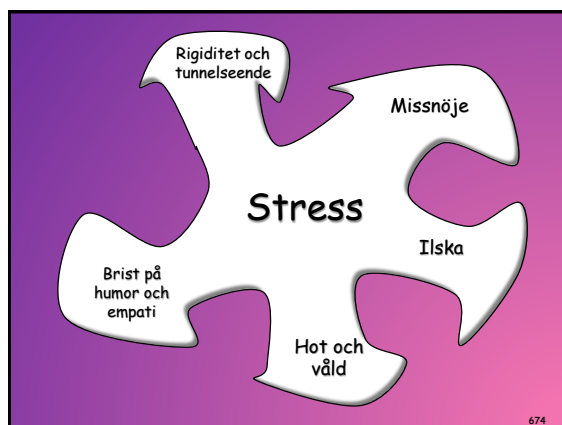 Rigiditet och
tunnelseende
Missnöje
Stress
Ilska
Brist på
humor och
empati
Hot och
våld
674